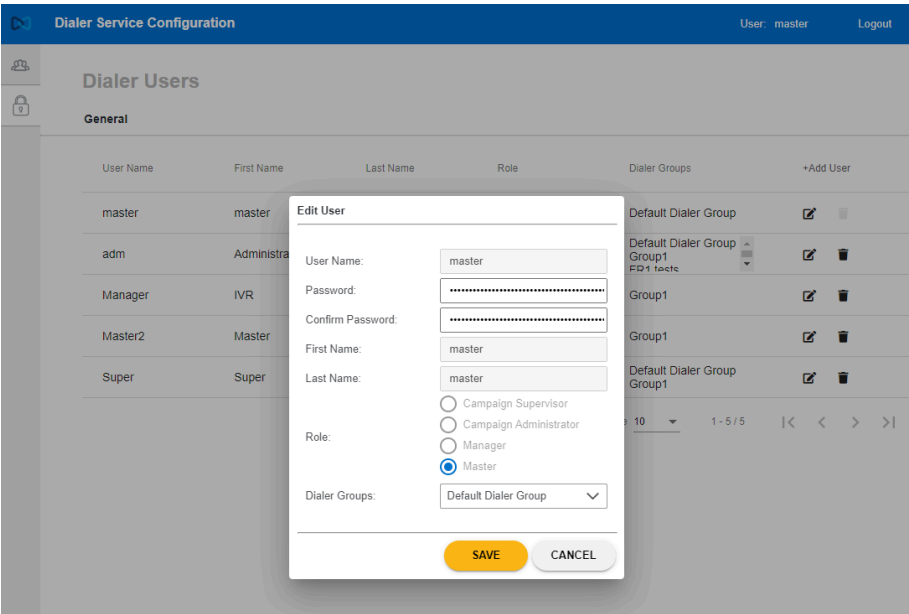 Dialer Service Configuration User: master Logout
Dialer Users
General
User Name First Name Last Name Role Dialer Groups +Add User
master master Default Dialer Group
adm Administra Default Dialer Group
Group1
ER1 tests
Manager IVR Group1
Master2 Master Group1
Super Super Default Dialer Group
Group1
10 1 - 5 / 5
Edit User
User Name: master
Password: 
Confirm Password: 
First Name: master
Last Name: master
Role:
Campaign Supervisor
Campaign Administrator
Manager
Master
Dialer Groups: Default Dialer Group
SAVE CANCEL